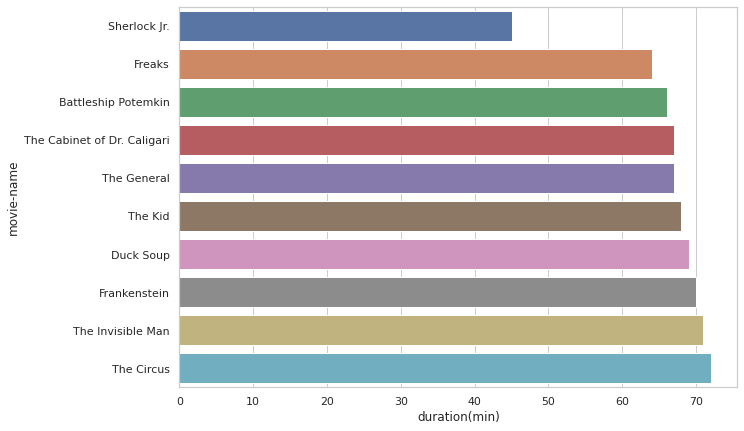 Sherlock Jr.
Freaks
Battleship Potemkin
The Cabinet of Dr. Caligari
The General
The Kid
Duck Soup
Frankenstein
The Invisible Man
The Circus
movie-name
0 10 20 30 40 50 60 70
duration(min)